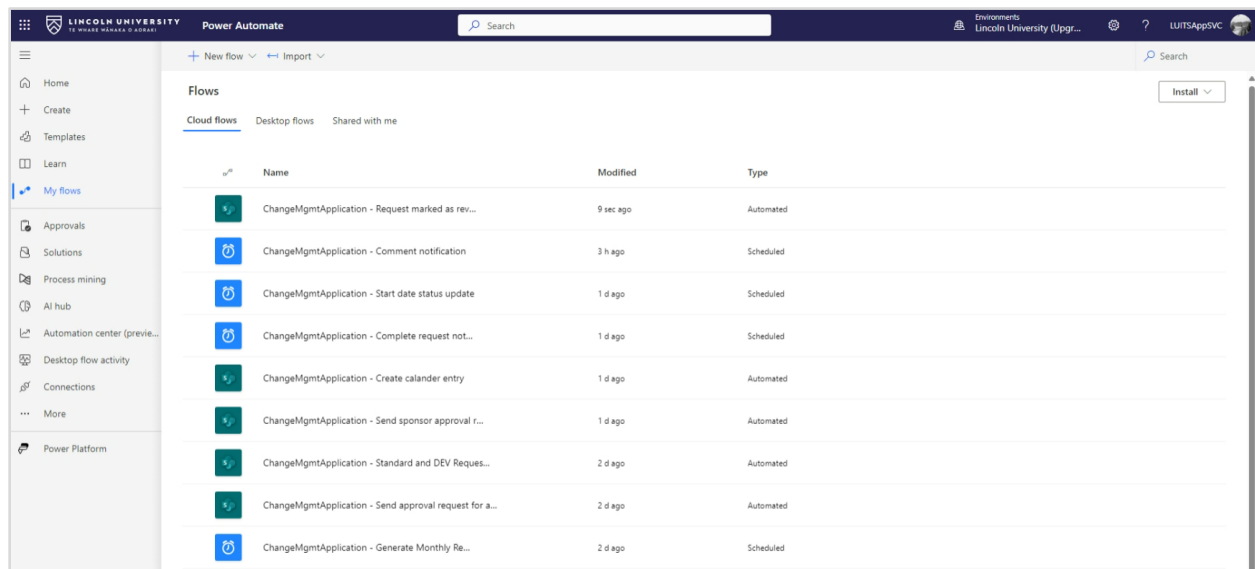 LINCOLN UNIVERSITY
TE WHARE WĀNAKA O AORAKI
Power Automate
Search
Environments
Lincoln University (Upgr...
?
LUITSAppSVC
New flow
Import
Search
Home
Create
Templates
Learn
My flows
Approvals
Solutions
Process mining
AI hub
Automation center (previe...
Desktop flow activity
Connections
More
Power Platform
Flows
Install
Cloud flows Desktop flows Shared with me
Name Modified Type
ChangeMgmtApplication - Request marked as rev... 9 sec ago Automated
ChangeMgmtApplication - Comment notification 3 h ago Scheduled
ChangeMgmtApplication - Start date status update 1 d ago Scheduled
ChangeMgmtApplication - Complete request not... 1 d ago Scheduled
ChangeMgmtApplication - Create calander entry 1 d ago Automated
ChangeMgmtApplication - Send sponsor approval r... 1 d ago Automated
ChangeMgmtApplication - Standard and DEV Reques... 2 d ago Automated
ChangeMgmtApplication - Send approval request for a... 2 d ago Automated
ChangeMgmtApplication - Generate Monthly Re... 2 d ago Scheduled